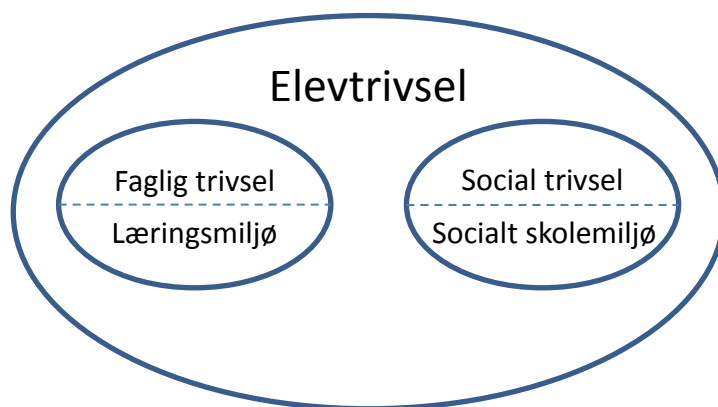 Elevtrivsel
Faglig trivsel
Læringsmiljø
Social trivsel
Socialt skolemiljø